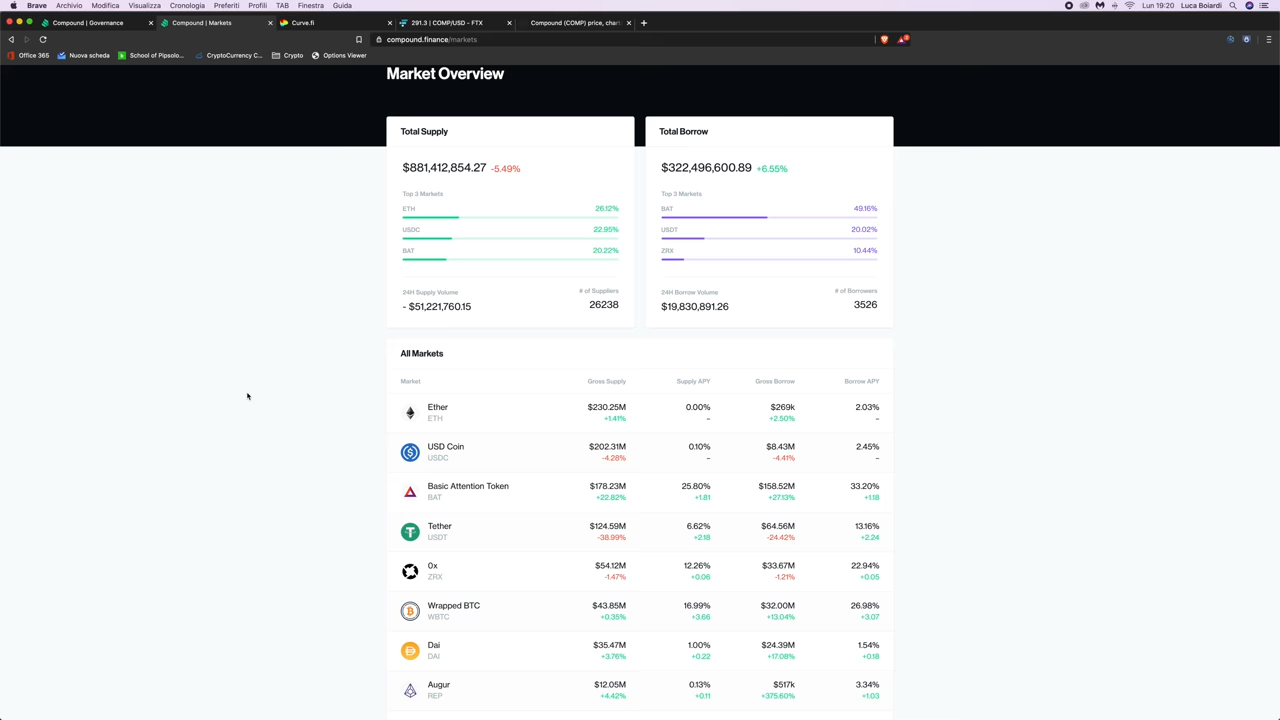 Brave Archivio Modifica Visualizza Cronologia Preferiti Profili TAB Finestra Guida Lun 19:20 Luca Boiardi
Compound | Governance Compound | Markets Curve.fi 291.3 | COMP/USD - FTX Compound (COMP) price, char
compound.finance/markets
Office 365 Nuova scheda School of Pipsolo... CryptoCurrency C... Crypto Options Viewer
Market Overview
Total Supply
$881,412,854.27 -5.49%
Top 3 Markets
ETH 26.12%
USDC 22.95%
BAT 20.22%
24H Supply Volume # of Suppliers
- $51,221,760.15 26238
Total Borrow
$322,496,600.89 +6.55%
Top 3 Markets
BAT 49.16%
USDT 20.02%
ZRX 10.44%
24H Borrow Volume # of Borrowers
$19,830,891.26 3526
All Markets
Market Gross Supply Supply APY Gross Borrow Borrow APY
Ether $230.25M 0.00% $269k 2.03%
ETH +1.41% – +2.50% –
USD Coin $202.31M 0.10% $8.43M 2.45%
USDC -4.28% – -4.41% –
Basic Attention Token $178.23M 25.80% $158.52M 33.20%
BAT +22.82% +1.81 +27.13% +1.18
Tether $124.59M 6.62% $64.56M 13.16%
USDT -38.99% +2.18 -24.42% +2.24
0x $54.12M 12.26% $33.67M 22.94%
ZRX -1.47% +0.06 -1.21% +0.05
Wrapped BTC $43.85M 16.99% $32.00M 26.98%
WBTC +0.35% +3.66 +13.04% +3.07
Dai $35.47M 1.00% $24.39M 1.54%
DAI +3.76% +0.22 +17.08% +0.18
Augur $12.05M 0.13% $517k 3.34%
REP +4.42% +0.11 +375.60% +1.03